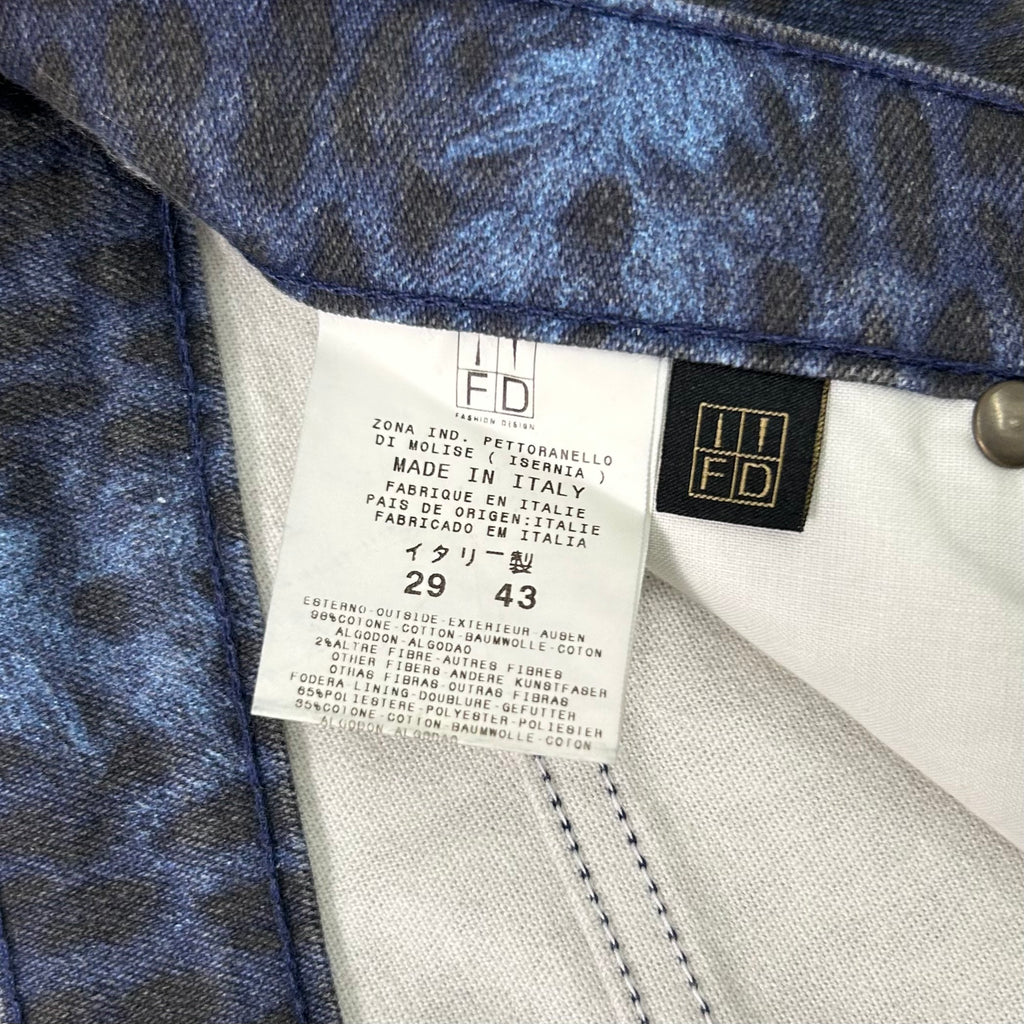 I T
F D
FASHION DESIGN
ZONA IND. PETTORANELLO
DI MOLISE ( ISERNIA )
MADE IN ITALY
FABRIQUE EN ITALIE
PAIS DE ORIGEN:ITALIE
FABRICADO EM ITALIA
イタリー製
29 43
ESTERNO-OUTSIDE-EXTERIEUR-AUBEN
98%COTONE-COTTON-BAUMWOLLE-COTON
ALGODON-ALGODAO
2%ALTRE FIBRE-AUTRES FIBRES
OTHER FIBERS-ANDERE KUNSTFASER
OTHAS FIBRAS-OUTRAS FIBRAS
FODERA LINING-DOUBLURE-GEFUTTER
65%POLIESTERE-POLYESTER-POLIESTER
35%COTONE-COTTON-BAUMWOLLE-COTON
ALGODON ALGODAO
I T
F D